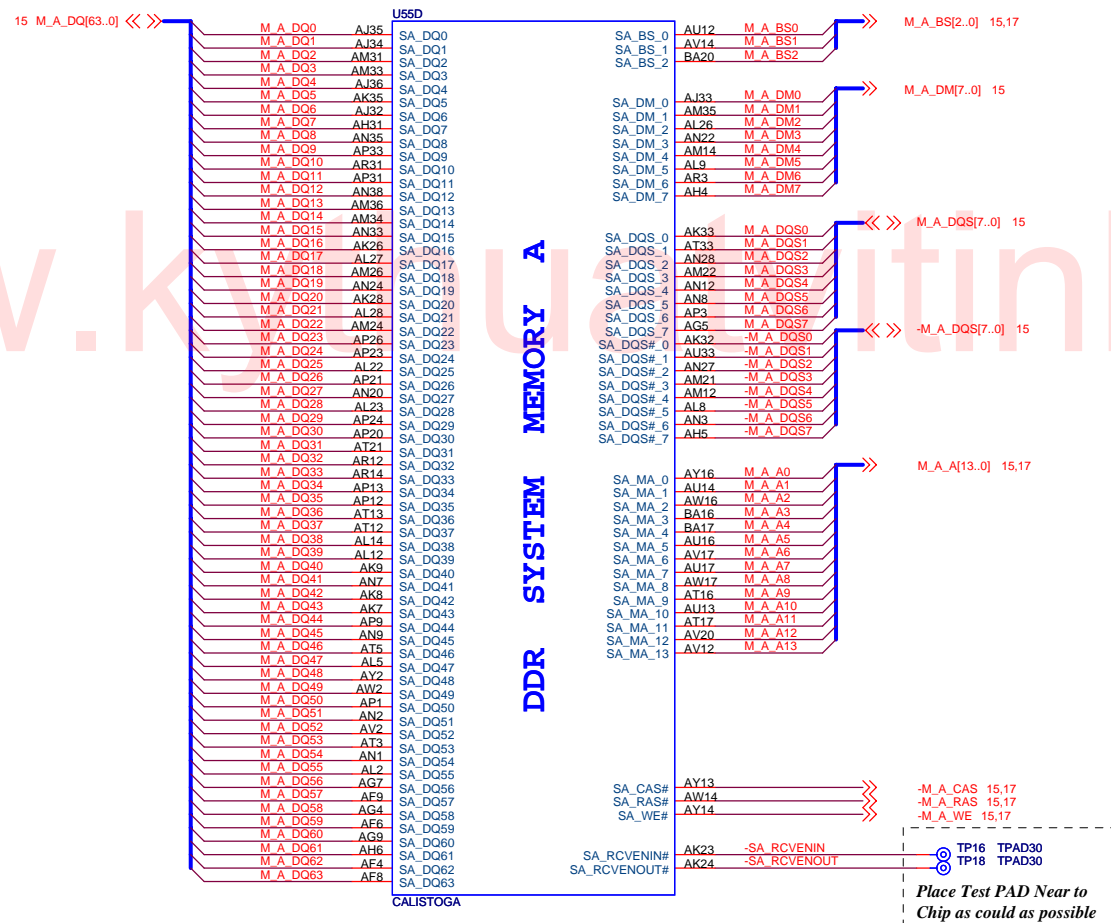 U55D
15 M_A_DQ[63..0]
M_A_DQ0 AJ35 SA_DQ0
M_A_DQ1 AJ34 SA_DQ1
M_A_DQ2 AM31 SA_DQ2
M_A_DQ3 AM33 SA_DQ3
M_A_DQ4 AJ36 SA_DQ4
M_A_DQ5 AK35 SA_DQ5
M_A_DQ6 AJ32 SA_DQ6
M_A_DQ7 AH31 SA_DQ7
M_A_DQ8 AN35 SA_DQ8
M_A_DQ9 AP33 SA_DQ9
M_A_DQ10 AR31 SA_DQ10
M_A_DQ11 AP31 SA_DQ11
M_A_DQ12 AN38 SA_DQ12
M_A_DQ13 AM36 SA_DQ13
M_A_DQ14 AM34 SA_DQ14
M_A_DQ15 AN33 SA_DQ15
M_A_DQ16 AK26 SA_DQ16
M_A_DQ17 AL27 SA_DQ17
M_A_DQ18 AM26 SA_DQ18
M_A_DQ19 AN24 SA_DQ19
M_A_DQ20 AK28 SA_DQ20
M_A_DQ21 AL28 SA_DQ21
M_A_DQ22 AM24 SA_DQ22
M_A_DQ23 AP26 SA_DQ23
M_A_DQ24 AP23 SA_DQ24
M_A_DQ25 AL22 SA_DQ25
M_A_DQ26 AP21 SA_DQ26
M_A_DQ27 AN20 SA_DQ27
M_A_DQ28 AL23 SA_DQ28
M_A_DQ29 AP24 SA_DQ29
M_A_DQ30 AP20 SA_DQ30
M_A_DQ31 AT21 SA_DQ31
M_A_DQ32 AR12 SA_DQ32
M_A_DQ33 AR14 SA_DQ33
M_A_DQ34 AP13 SA_DQ34
M_A_DQ35 AP12 SA_DQ35
M_A_DQ36 AT13 SA_DQ36
M_A_DQ37 AT12 SA_DQ37
M_A_DQ38 AL14 SA_DQ38
M_A_DQ39 AL12 SA_DQ39
M_A_DQ40 AK9 SA_DQ40
M_A_DQ41 AN7 SA_DQ41
M_A_DQ42 AK8 SA_DQ42
M_A_DQ43 AK7 SA_DQ43
M_A_DQ44 AP9 SA_DQ44
M_A_DQ45 AN9 SA_DQ45
M_A_DQ46 AT5 SA_DQ46
M_A_DQ47 AL5 SA_DQ47
M_A_DQ48 AY2 SA_DQ48
M_A_DQ49 AW2 SA_DQ49
M_A_DQ50 AP1 SA_DQ50
M_A_DQ51 AN2 SA_DQ51
M_A_DQ52 AV2 SA_DQ52
M_A_DQ53 AT3 SA_DQ53
M_A_DQ54 AN1 SA_DQ54
M_A_DQ55 AL2 SA_DQ55
M_A_DQ56 AG7 SA_DQ56
M_A_DQ57 AF9 SA_DQ57
M_A_DQ58 AG4 SA_DQ58
M_A_DQ59 AF6 SA_DQ59
M_A_DQ60 AG9 SA_DQ60
M_A_DQ61 AH6 SA_DQ61
M_A_DQ62 AF4 SA_DQ62
M_A_DQ63 AF8 SA_DQ63
DDR SYSTEM MEMORY A
SA_BS_0 AU12 M_A_BS0
SA_BS_1 AV14 M_A_BS1
SA_BS_2 BA20 M_A_BS2
M_A_BS[2..0] 15,17
SA_DM_0 AJ33 M_A_DM0
SA_DM_1 AM35 M_A_DM1
SA_DM_2 AL26 M_A_DM2
SA_DM_3 AN22 M_A_DM3
SA_DM_4 AM14 M_A_DM4
SA_DM_5 AL9 M_A_DM5
SA_DM_6 AR3 M_A_DM6
SA_DM_7 AH4 M_A_DM7
M_A_DM[7..0] 15
SA_DQS_0 AK33 M_A_DQS0
SA_DQS_1 AT33 M_A_DQS1
SA_DQS_2 AN28 M_A_DQS2
SA_DQS_3 AM22 M_A_DQS3
SA_DQS_4 AN12 M_A_DQS4
SA_DQS_5 AN8 M_A_DQS5
SA_DQS_6 AP3 M_A_DQS6
SA_DQS_7 AG5 M_A_DQS7
M_A_DQS[7..0] 15
SA_DQS#_0 AK32 -M_A_DQS0
SA_DQS#_1 AU33 -M_A_DQS1
SA_DQS#_2 AN27 -M_A_DQS2
SA_DQS#_3 AM21 -M_A_DQS3
SA_DQS#_4 AM12 -M_A_DQS4
SA_DQS#_5 AL8 -M_A_DQS5
SA_DQS#_6 AN3 -M_A_DQS6
SA_DQS#_7 AH5 -M_A_DQS7
-M_A_DQS[7..0] 15
SA_MA_0 AY16 M_A_A0
SA_MA_1 AU14 M_A_A1
SA_MA_2 AW16 M_A_A2
SA_MA_3 BA16 M_A_A3
SA_MA_4 BA17 M_A_A4
SA_MA_5 AU16 M_A_A5
SA_MA_6 AV17 M_A_A6
SA_MA_7 AU17 M_A_A7
SA_MA_8 AW17 M_A_A8
SA_MA_9 AT16 M_A_A9
SA_MA_10 AU13 M_A_A10
SA_MA_11 AT17 M_A_A11
SA_MA_12 AV20 M_A_A12
SA_MA_13 AV12 M_A_A13
M_A_A[13..0] 15,17
SA_CAS# AY13 -M_A_CAS 15,17
SA_RAS# AW14 -M_A_RAS 15,17
SA_WE# AY14 -M_A_WE 15,17
SA_RCVENIN# AK23 -SA_RCVENIN TP16 TPAD30
SA_RCVENOUT# AK24 -SA_RCVENOUT TP18 TPAD30
Place Test PAD Near to
Chip as could as possible
CALISTOGA
w.kythuatvitinh